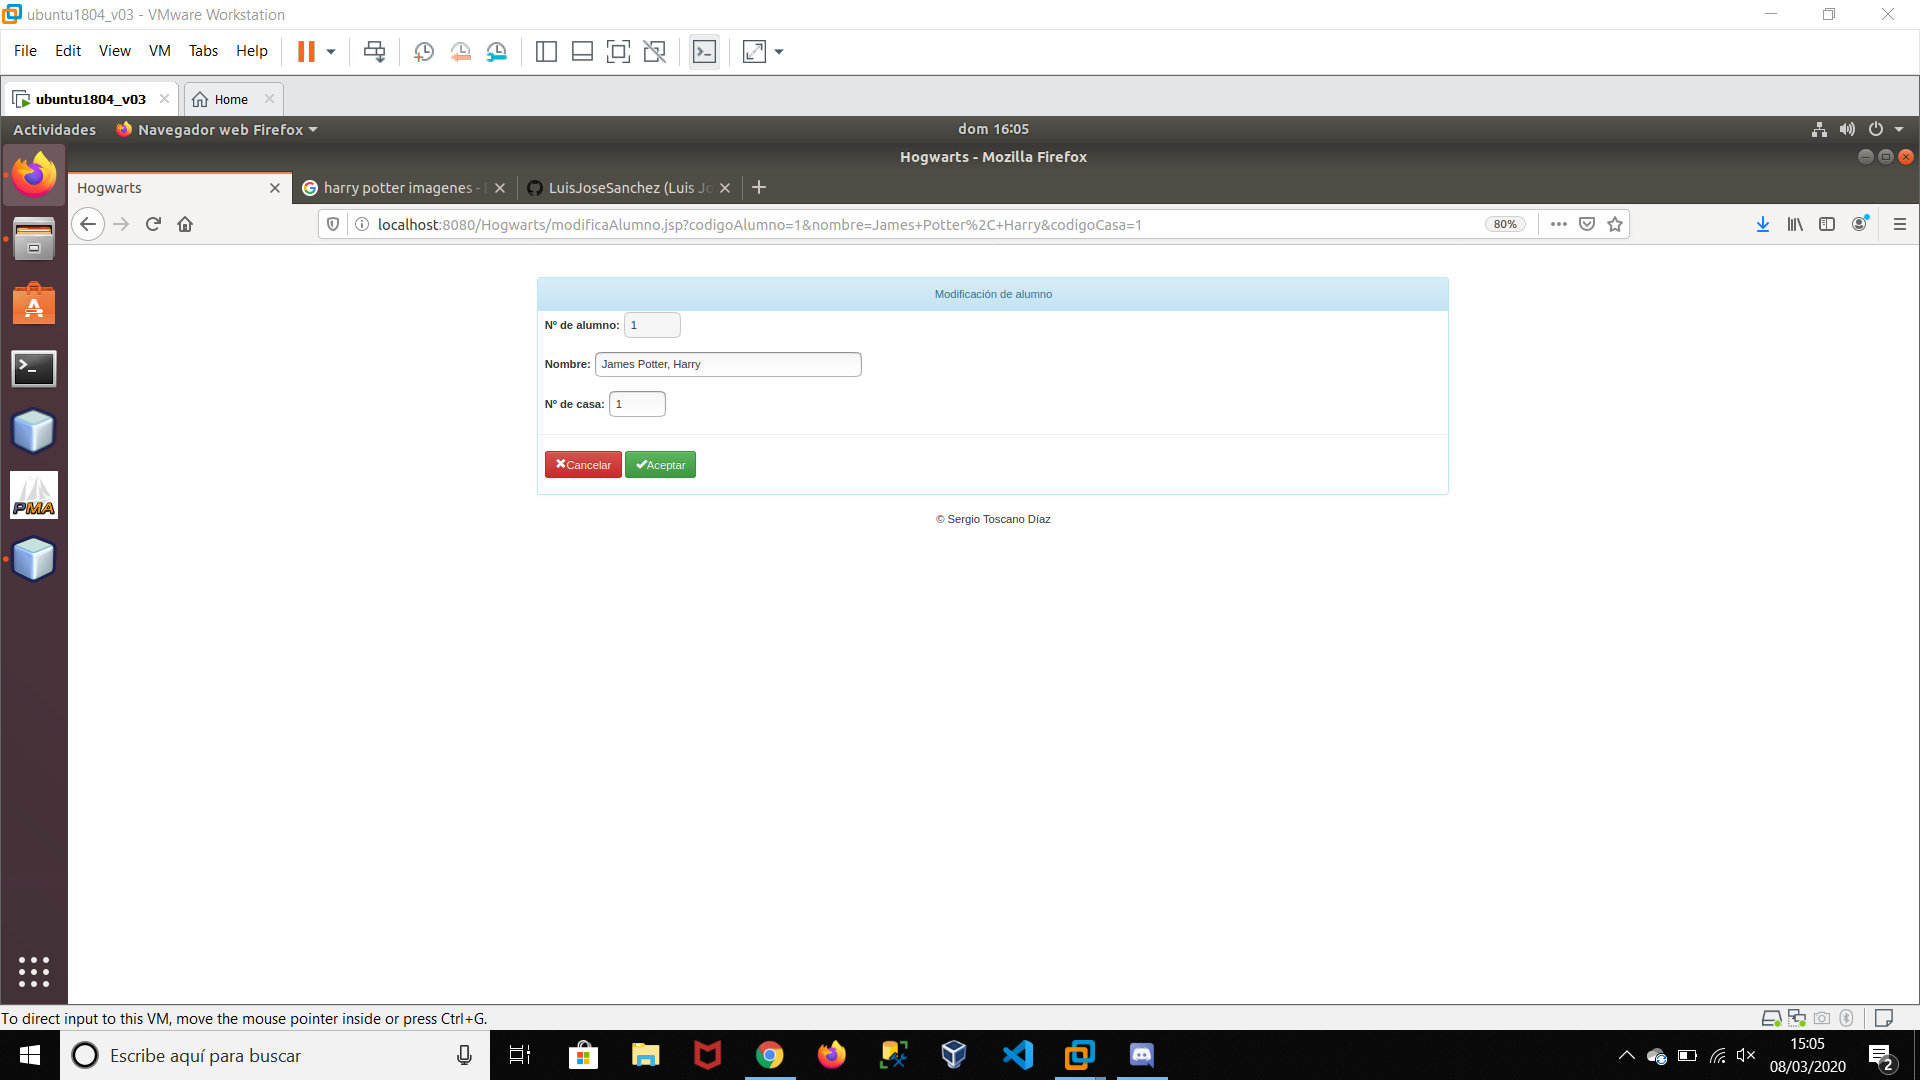 ubuntu1804_v03 - VMware Workstation
File Edit View VM Tabs Help
ubuntu1804_v03 Home
Actividades Navegador web Firefox dom 16:05
Hogwarts - Mozilla Firefox
Hogwarts harry potter imagenes - LuisJoseSanchez (Luis Jo
localhost:8080/Hogwarts/modificaAlumno.jsp?codigoAlumno=1&nombre=James+Potter%2C+Harry&codigoCasa=1 80%
Modificación de alumno
Nº de alumno: 1
Nombre: James Potter, Harry
Nº de casa: 1
Cancelar Aceptar
© Sergio Toscano Díaz
PMA
To direct input to this VM, move the mouse pointer inside or press Ctrl+G.
Escribe aquí para buscar
15:05
08/03/2020
2